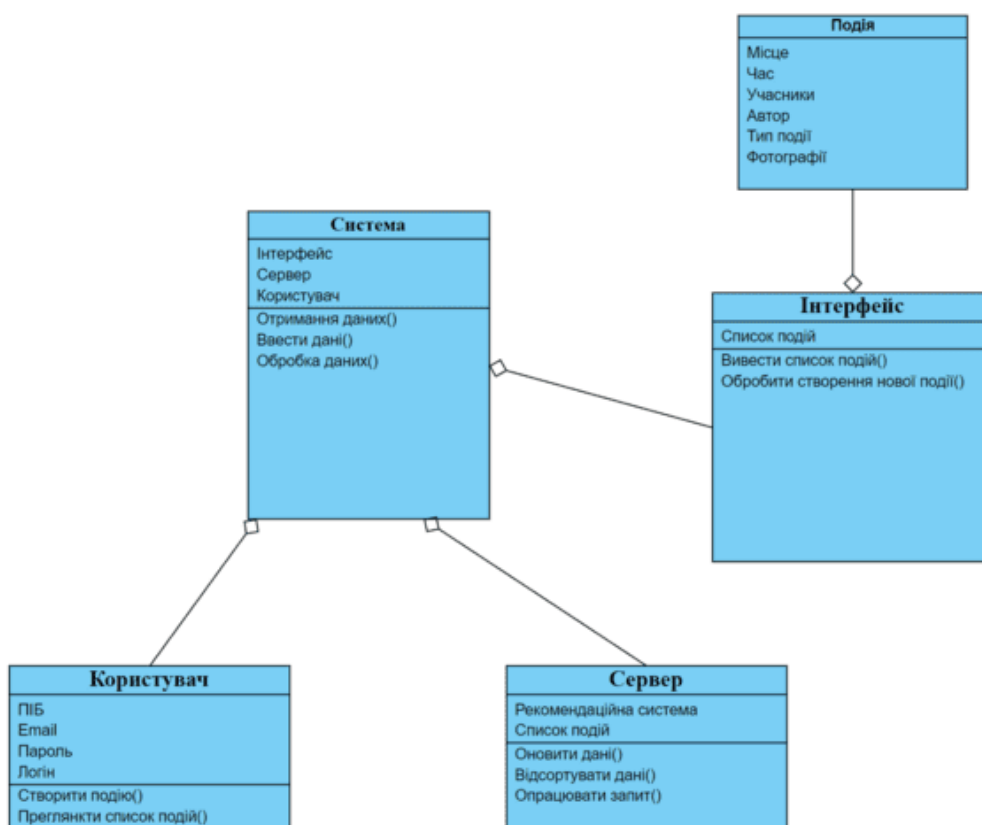 Подія
Місце
Час
Учасники
Автор
Тип події
Фотографії
Система
Інтерфейс
Сервер
Користувач
Отримання даних()
Ввести дані()
Обробка даних()
Інтерфейс
Список подій
Вивести список подій()
Обробити створення нової події()
Користувач
ПІБ
Email
Пароль
Логін
Створити подію()
Преглянкти список подій()
Сервер
Рекомендаційна система
Список подій
Оновити дані()
Відсортувати дані()
Опрацювати запит()